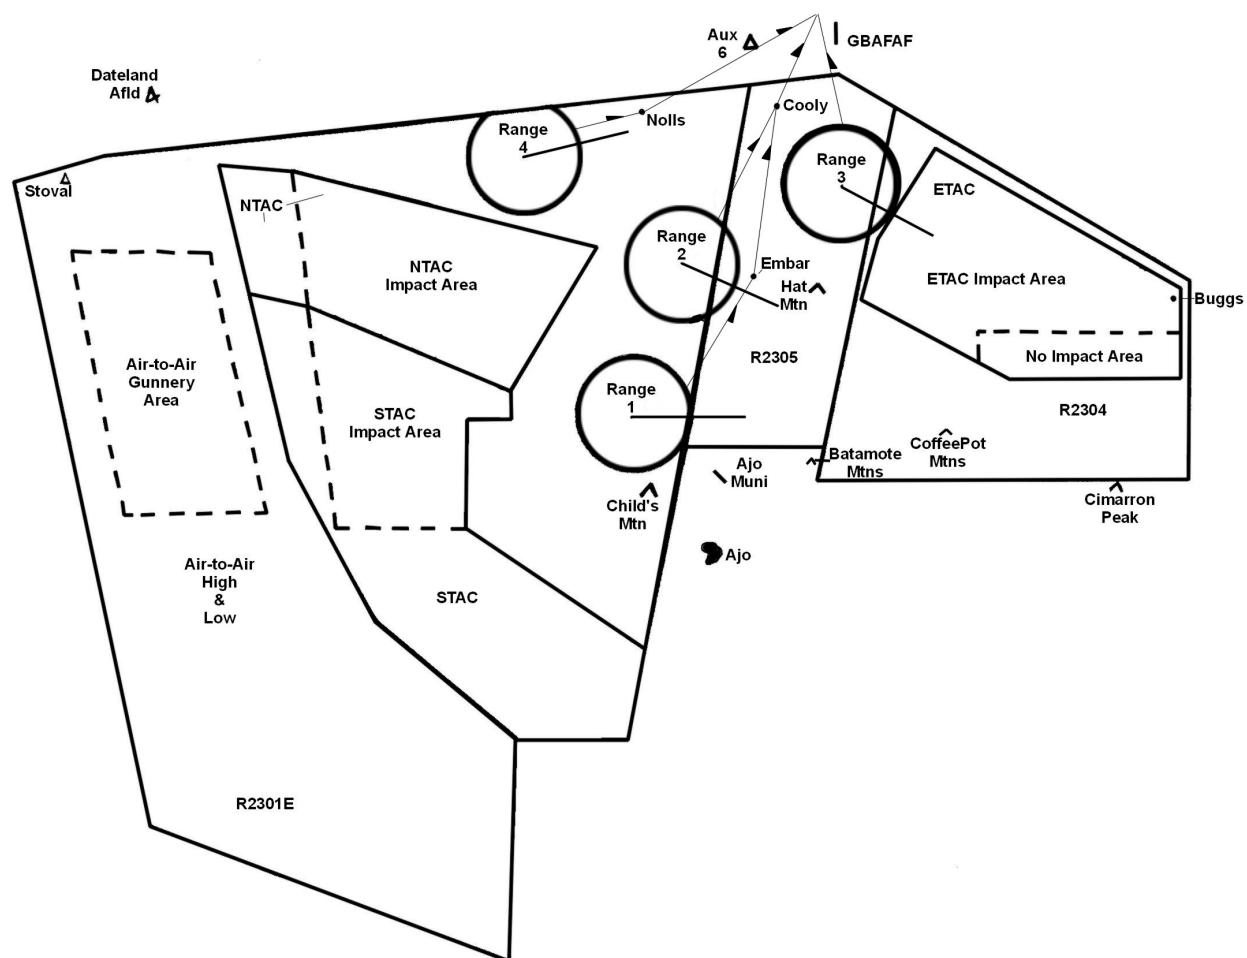 Aux
6
GBAFAF
Dateland
Afld
Cooly
Nolls
Range
4
Range
3
Stoval
ETAC
NTAC
Range
2
Embar
NTAC
Impact Area
ETAC Impact Area
Hat
Mtn
Buggs
Air-to-Air
Gunnery
Area
R2305
No Impact Area
Range
1
STAC
Impact Area
R2304
CoffeePot
Mtns
Batamote
Mtns
Ajo
Muni
Child's
Mtn
Cimarron
Peak
Ajo
Air-to-Air
High
&
Low
STAC
R2301E